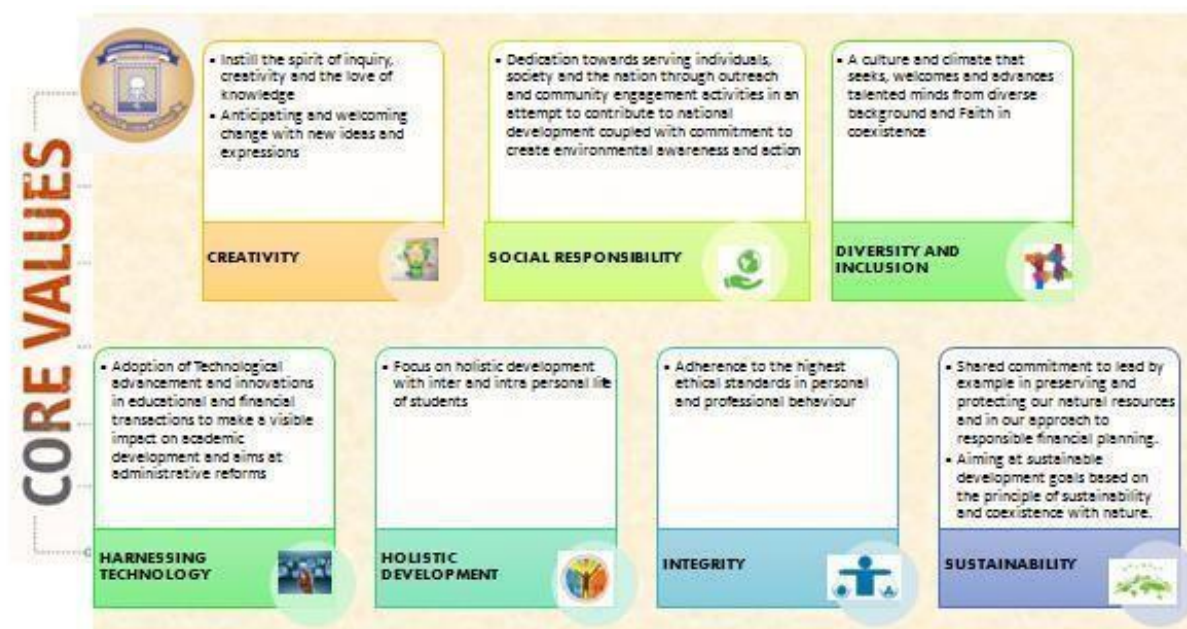 CORE VALUES
• Instill the spirit of inquiry,
creativity and the love of
knowledge
• Anticipating and welcoming
change with new ideas and
expressions
CREATIVITY
• Dedication towards serving individuals,
society and the nation through outreach
and community engagement activities in an
attempt to contribute to national
development coupled with commitment to
create environmental awareness and action
SOCIAL RESPONSIBILITY
• A culture and climate that
seeks, welcomes and advances
talented minds from diverse
background and Faith in
coexistence
DIVERSITY AND
INCLUSION
• Adoption of Technological
advancement and innovations
in educational and financial
transactions to make a visible
impact on academic
development and aims at
administrative reforms
HARNESSING
TECHNOLOGY
• Focus on holistic development
with inter and intra personal life
of students
HOLISTIC
DEVELOPMENT
• Adherence to the highest
ethical standards in personal
and professional behaviour
INTEGRITY
• Shared commitment to lead by
example in preserving and
protecting our natural resources
and in our approach to
responsible financial planning.
• Aiming at sustainable
development goals based on
the principle of sustainability
and coexistence with nature.
SUSTAINABILITY